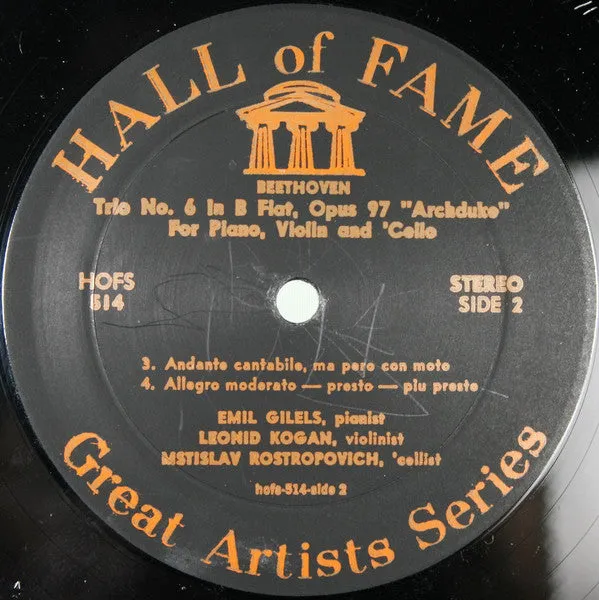 HALL of FAME
BEETHOVEN
Trio No. 6 In B Flat, Opus 97 "Archduke"
For Piano, Violin and 'Cello
HOFS
514
STEREO
SIDE 2
3. Andante cantabile, ma pero con moto
4. Allegro moderato — presto — piu presto
EMIL GILELS, pianist
LEONID KOGAN, violinist
MSTISLAV ROSTROPOVICH, 'cellist
hofs-514-side 2
Great Artists Series